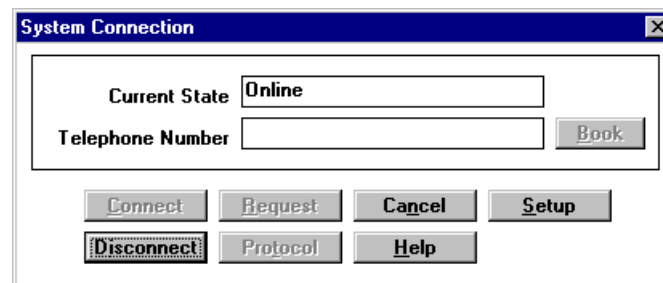 System Connection
Current State Online
Telephone Number Book
Connect Request Cancel Setup
Disconnect Protocol Help